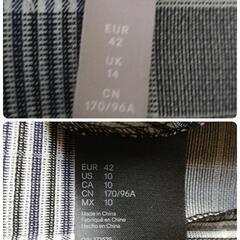 EUR
42
UK
14
CN
170/96A
EUR 42
US 10
CA 10
CN 170/96A
MX 10
Made in China
Fabriqué en Chine
Hecho en China